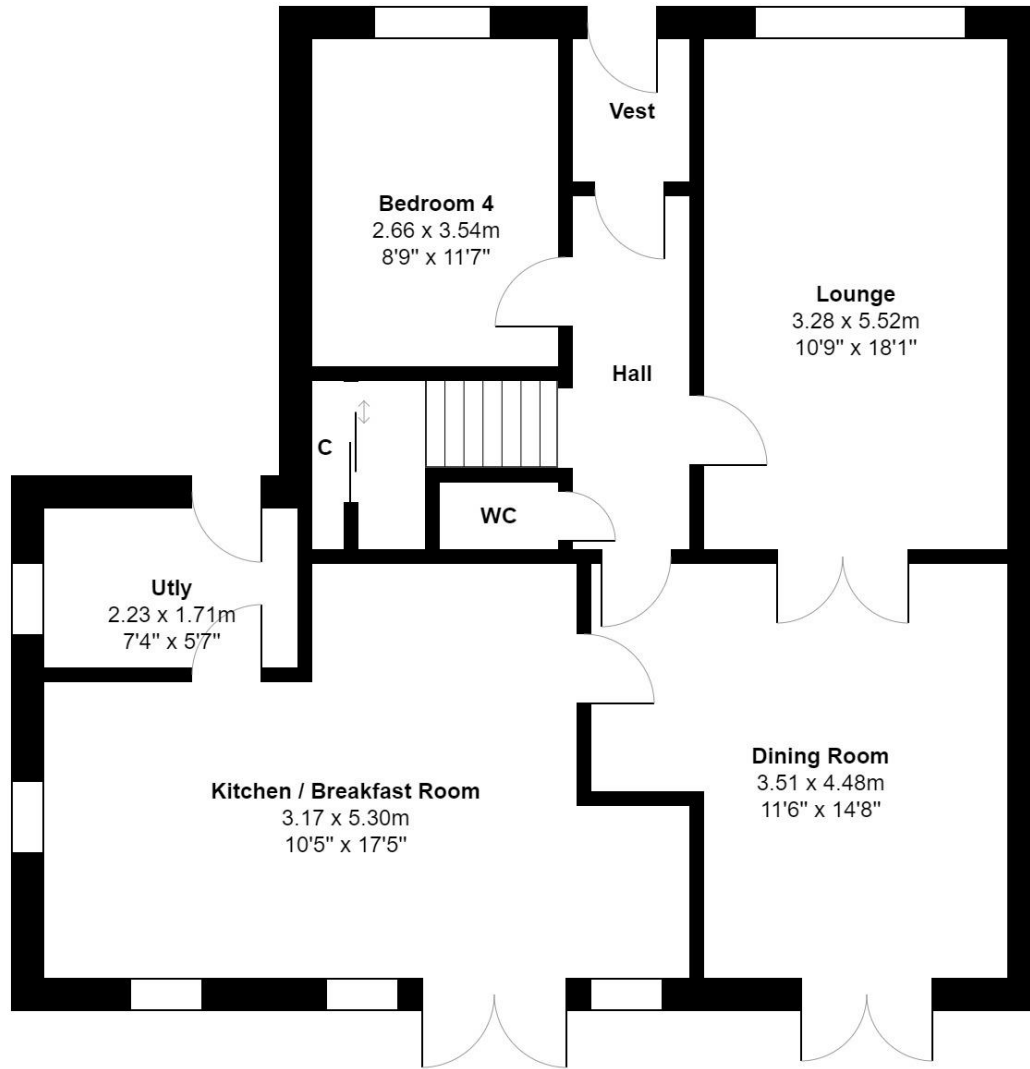 Vest
Bedroom 4
2.66 x 3.54m
8'9" x 11'7"
Lounge
3.28 x 5.52m
10'9" x 18'1"
Hall
C
WC
Utly
2.23 x 1.71m
7'4" x 5'7"
Dining Room
3.51 x 4.48m
11'6" x 14'8"
Kitchen / Breakfast Room
3.17 x 5.30m
10'5" x 17'5"